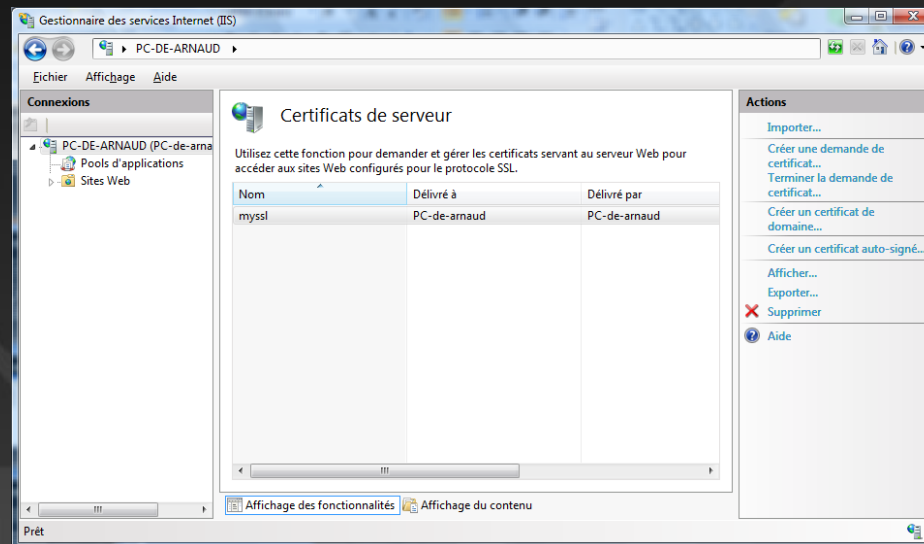 Gestionnaire des services Internet (IIS)
PC-DE-ARNAUD
Fichier Affichage Aide
Connexions
PC-DE-ARNAUD (PC-de-arna
Pools d'applications
Sites Web
Certificats de serveur
Utilisez cette fonction pour demander et gérer les certificats servant au serveur Web pour
accéder aux sites Web configurés pour le protocole SSL.
Nom Délivré à Délivré par
myssl PC-de-arnaud PC-de-arnaud
Affichage des fonctionnalités Affichage du contenu
Actions
Importer...
Créer une demande de
certificat...
Terminer la demande de
certificat...
Créer un certificat de
domaine...
Créer un certificat auto-signé...
Afficher...
Exporter...
Supprimer
Aide
Prêt